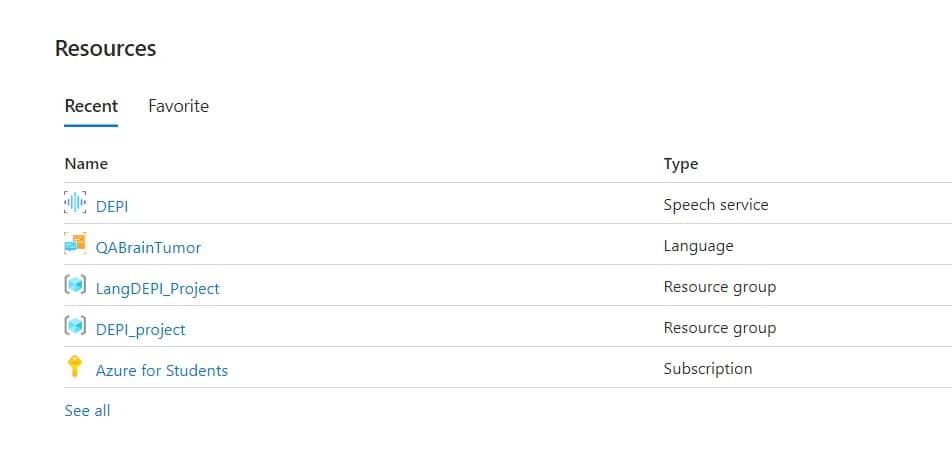 Resources
Recent Favorite
Name Type
DEPI Speech service
QABrainTumor Language
LangDEPI_Project Resource group
DEPI_project Resource group
Azure for Students Subscription
See all